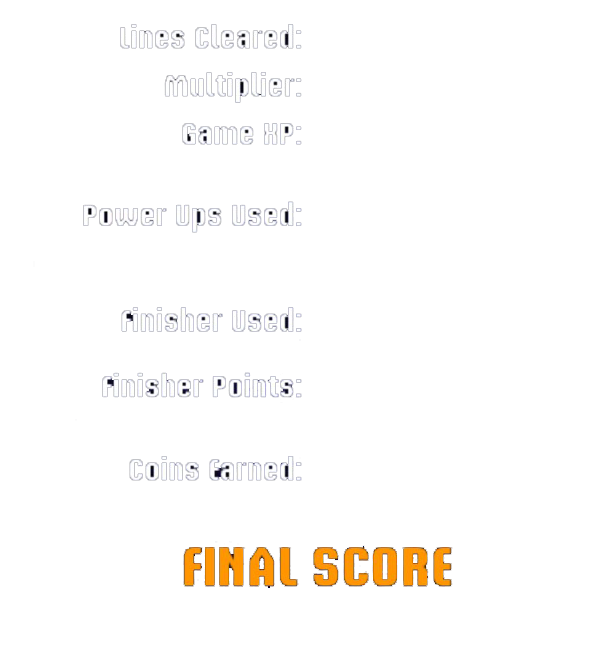 Lines Cleared:
Multiplier:
Game XP:
Power Ups Used:
Finisher Used:
Finisher Points:
Coins Earned:
FINAL SCORE